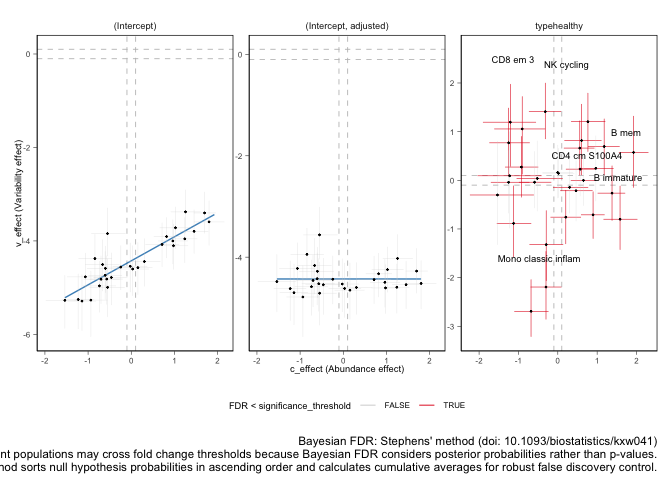 (Intercept)
(Intercept, adjusted)
typehealthy
v_effect (Variability effect)
0
-2
-4
-6
0
-2
-4
2
1
0
-1
-2
-3
CD8 em 3
NK cycling
B mem
CD4 cm S100A4
B immature
Mono classic inflam
-2
-1
0
1
2
-2
-1
0
1
2
-2
-1
0
1
2
c_effect (Abundance effect)
FDR < significance_threshold
FALSE
TRUE
Bayesian FDR: Stephens' method (doi: 10.1093/biostatistics/kxw041)
nt populations may cross fold change thresholds because Bayesian FDR considers posterior probabilities rather than p-values.
nod sorts null hypothesis probabilities in ascending order and calculates cumulative averages for robust false discovery control.